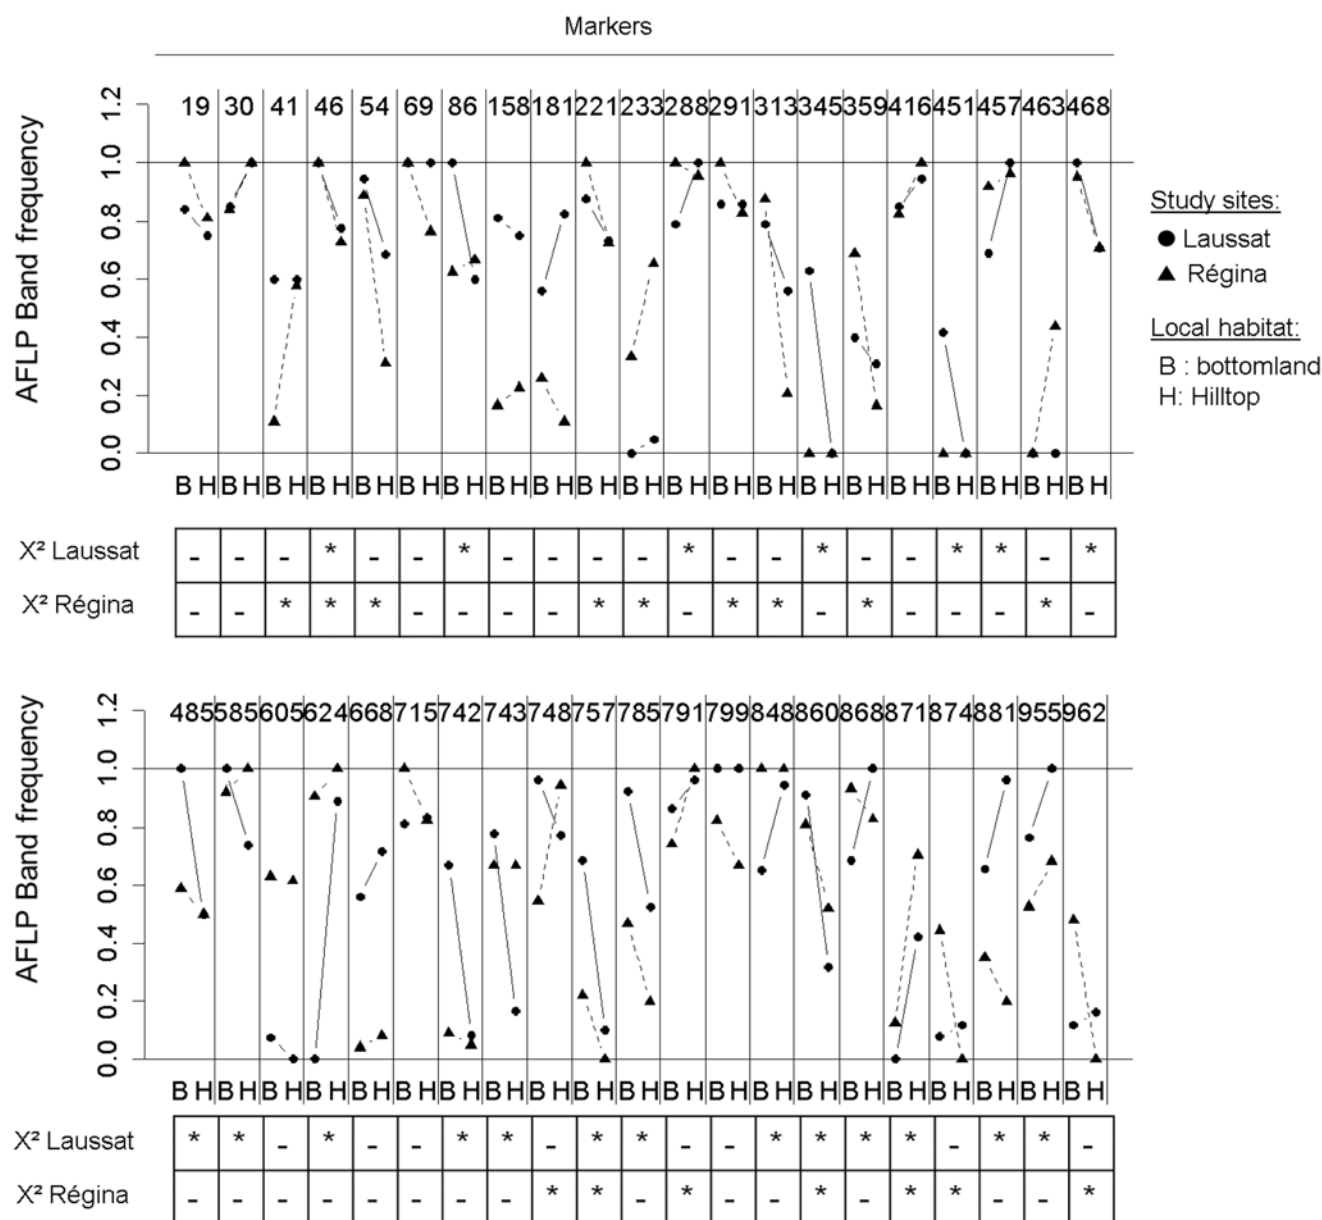 Markers
19 30 41 46 54 69 86 158 181 221 233 288 291 313 345 359 416 451 457 463 468
AFLP Band frequency
1.2
1.0
0.8
0.6
0.4
0.2
0.0
B H B H B H B H B H B H B H B H B H B H B H B H B H B H B H B H B H B H B H B H B H
Study sites:
Laussat
Régina
Local habitat:
B : bottomland
H: Hilltop
X² Laussat - - - * - - * - - - - * - - * - - * * - *
X² Régina - - * * * - - - - * * - * * - * - - - * -
485 585 605 624 668 715 742 743 748 757 785 791 799 848 860 868 871 874 881 955 962
AFLP Band frequency
1.2
1.0
0.8
0.6
0.4
0.2
0.0
B H B H B H B H B H B H B H B H B H B H B H B H B H B H B H B H B H B H B H B H B H
X² Laussat * * - * - - * * - * * - - * * * * - * * -
X² Régina - - - - - - - - * * - * - - * - * * - - *